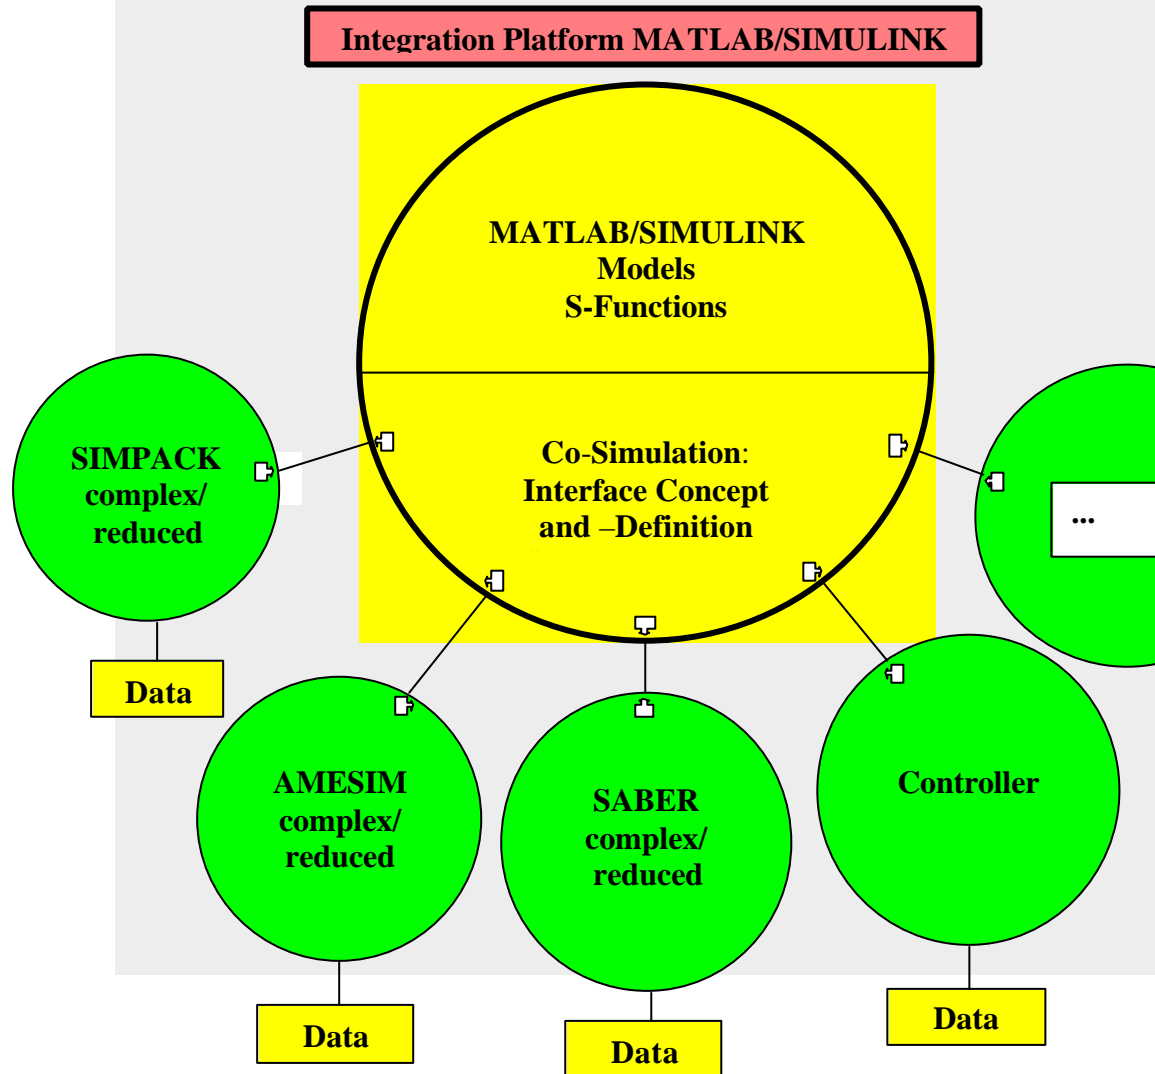 Integration Platform MATLAB/SIMULINK
MATLAB/SIMULINK
Models
S-Functions
Co-Simulation:
Interface Concept
and –Definition
SIMPACK
complex/
reduced
...
Data
AMESIM
complex/
reduced
SABER
complex/
reduced
Controller
Data
Data
Data